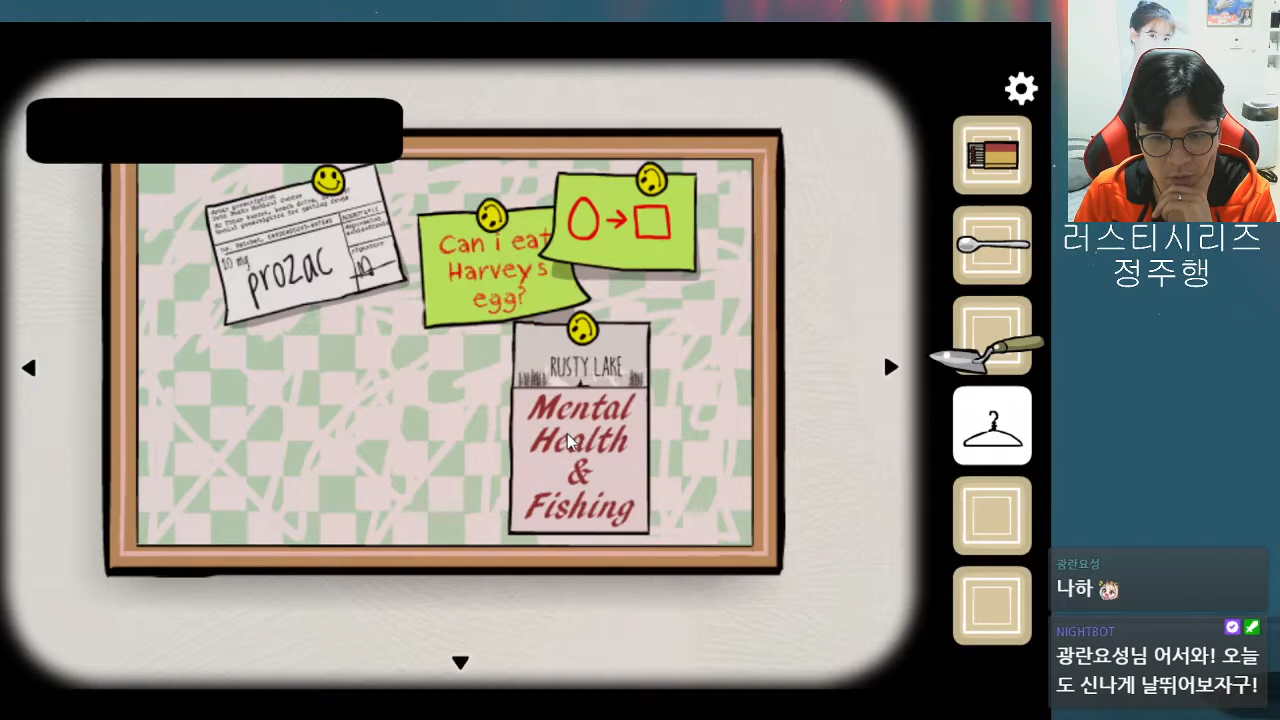 drugs prescription
10 mg
prozac
Can i eat
Harvey's
egg?
RUSTY LAKE
Mental
Health
&
Fishing
러스티시리즈
정주행
광란요성
나하
NIGHTBOT
광란요성님 어서와! 오늘
도 신나게 날뛰어보자구!